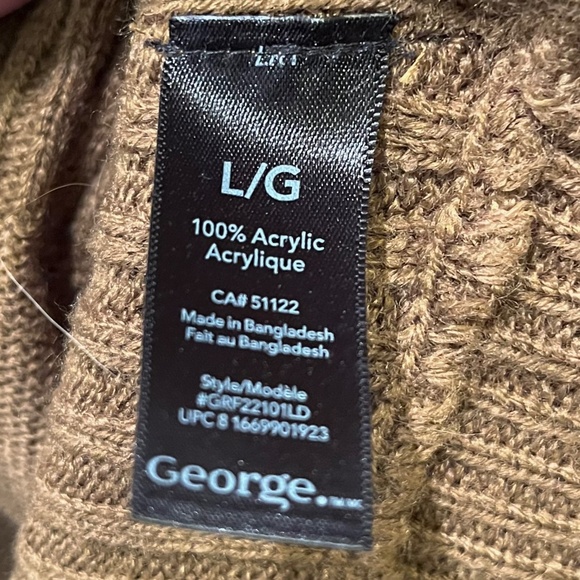 L/G
100% Acrylic
Acrylique
CA# 51122
Made in Bangladesh
Fait au Bangladesh
Style/Modèle
#GRF22101LD
UPC 8 1669901923
George.